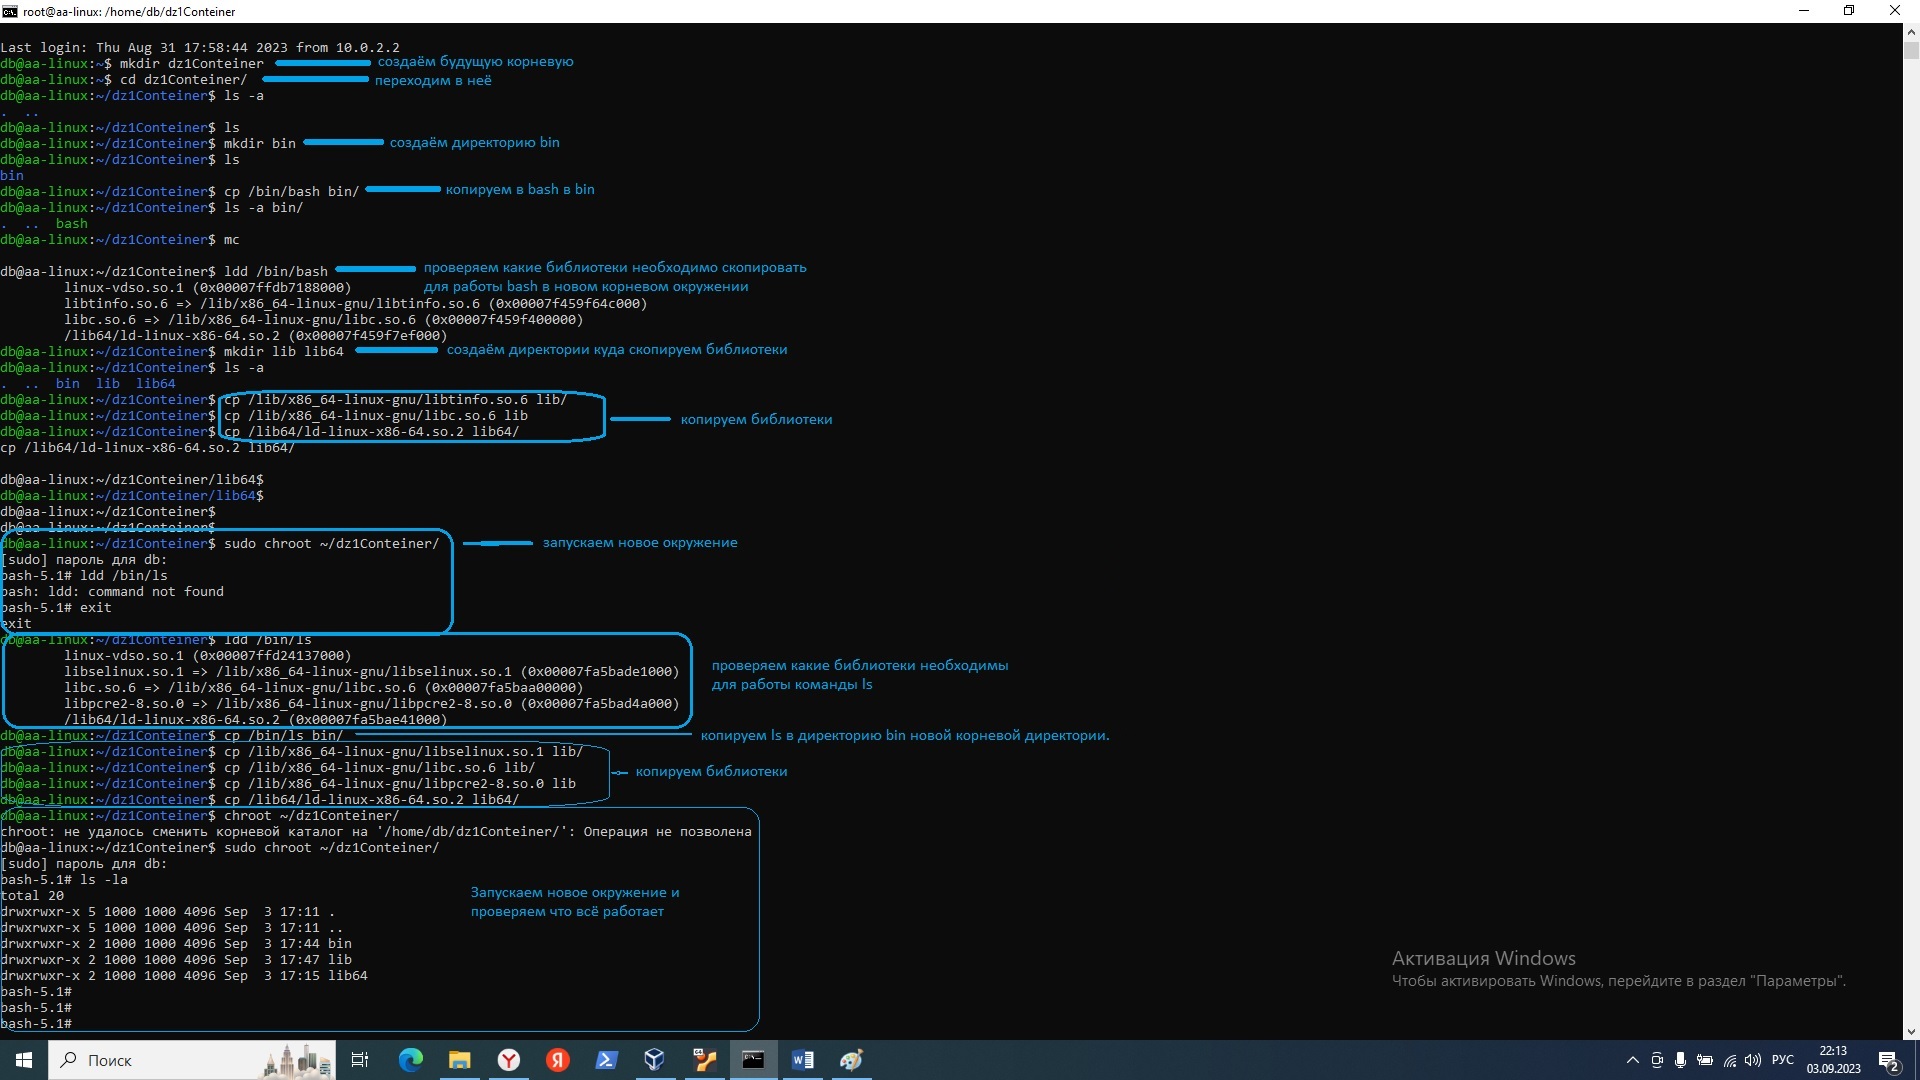 root@aa-linux: /home/db/dz1Conteiner
Last login: Thu Aug 31 17:58:44 2023 from 10.0.2.2
db@aa-linux:~$ mkdir dz1Conteiner создаём будущую корневую
db@aa-linux:~$ cd dz1Conteiner/ переходим в неё
db@aa-linux:~/dz1Conteiner$ ls -a
. ..
db@aa-linux:~/dz1Conteiner$ ls
db@aa-linux:~/dz1Conteiner$ mkdir bin создаём директорию bin
db@aa-linux:~/dz1Conteiner$ ls
bin
db@aa-linux:~/dz1Conteiner$ cp /bin/bash bin/ копируем в bash в bin
db@aa-linux:~/dz1Conteiner$ ls -a bin/
. .. bash
db@aa-linux:~/dz1Conteiner$ mc
db@aa-linux:~/dz1Conteiner$ ldd /bin/bash проверяем какие библиотеки необходимо скопировать
linux-vdso.so.1 (0x00007ffdb7188000) для работы bash в новом корневом окружении
libtinfo.so.6 => /lib/x86_64-linux-gnu/libtinfo.so.6 (0x00007f459f64c000)
libc.so.6 => /lib/x86_64-linux-gnu/libc.so.6 (0x00007f459f400000)
/lib64/ld-linux-x86-64.so.2 (0x00007f459f7ef000)
db@aa-linux:~/dz1Conteiner$ mkdir lib lib64 создаём директории куда скопируем библиотеки
db@aa-linux:~/dz1Conteiner$ ls -a
. .. bin lib lib64
db@aa-linux:~/dz1Conteiner$ cp /lib/x86_64-linux-gnu/libtinfo.so.6 lib/
db@aa-linux:~/dz1Conteiner$ cp /lib/x86_64-linux-gnu/libc.so.6 lib копируем библиотеки
db@aa-linux:~/dz1Conteiner$ cp /lib64/ld-linux-x86-64.so.2 lib64/
cp /lib64/ld-linux-x86-64.so.2 lib64/
db@aa-linux:~/dz1Conteiner/lib64$
db@aa-linux:~/dz1Conteiner/lib64$
db@aa-linux:~/dz1Conteiner$
db@aa-linux:~/dz1Conteiner$
db@aa-linux:~/dz1Conteiner$ sudo chroot ~/dz1Conteiner/ запускаем новое окружение
[sudo] пароль для db:
bash-5.1# ldd /bin/ls
bash: ldd: command not found
bash-5.1# exit
exit
db@aa-linux:~/dz1Conteiner$ ldd /bin/ls
linux-vdso.so.1 (0x00007ffd24137000)
libselinux.so.1 => /lib/x86_64-linux-gnu/libselinux.so.1 (0x00007fa5bade1000) проверяем какие библиотеки необходимы
libc.so.6 => /lib/x86_64-linux-gnu/libc.so.6 (0x00007fa5baa00000) для работы команды ls
libpcre2-8.so.0 => /lib/x86_64-linux-gnu/libpcre2-8.so.0 (0x00007fa5bad4a000)
/lib64/ld-linux-x86-64.so.2 (0x00007fa5bae41000)
db@aa-linux:~/dz1Conteiner$ cp /bin/ls bin/ копируем ls в директорию bin новой корневой директории.
db@aa-linux:~/dz1Conteiner$ cp /lib/x86_64-linux-gnu/libselinux.so.1 lib/
db@aa-linux:~/dz1Conteiner$ cp /lib/x86_64-linux-gnu/libc.so.6 lib/ копируем библиотеки
db@aa-linux:~/dz1Conteiner$ cp /lib/x86_64-linux-gnu/libpcre2-8.so.0 lib
db@aa-linux:~/dz1Conteiner$ cp /lib64/ld-linux-x86-64.so.2 lib64/
db@aa-linux:~/dz1Conteiner$ chroot ~/dz1Conteiner/
chroot: не удалось сменить корневой каталог на '/home/db/dz1Conteiner/': Операция не позволена
db@aa-linux:~/dz1Conteiner$ sudo chroot ~/dz1Conteiner/
[sudo] пароль для db:
bash-5.1# ls -la
total 20 Запускаем новое окружение и
drwxrwxr-x 5 1000 1000 4096 Sep 3 17:11 . проверяем что всё работает
drwxrwxr-x 5 1000 1000 4096 Sep 3 17:11 ..
drwxrwxr-x 2 1000 1000 4096 Sep 3 17:44 bin
drwxrwxr-x 2 1000 1000 4096 Sep 3 17:47 lib
drwxrwxr-x 2 1000 1000 4096 Sep 3 17:15 lib64
bash-5.1#
bash-5.1#
bash-5.1#
Активация Windows
Чтобы активировать Windows, перейдите в раздел "Параметры".
Поиск
РУС
22:13
03.09.2023
2